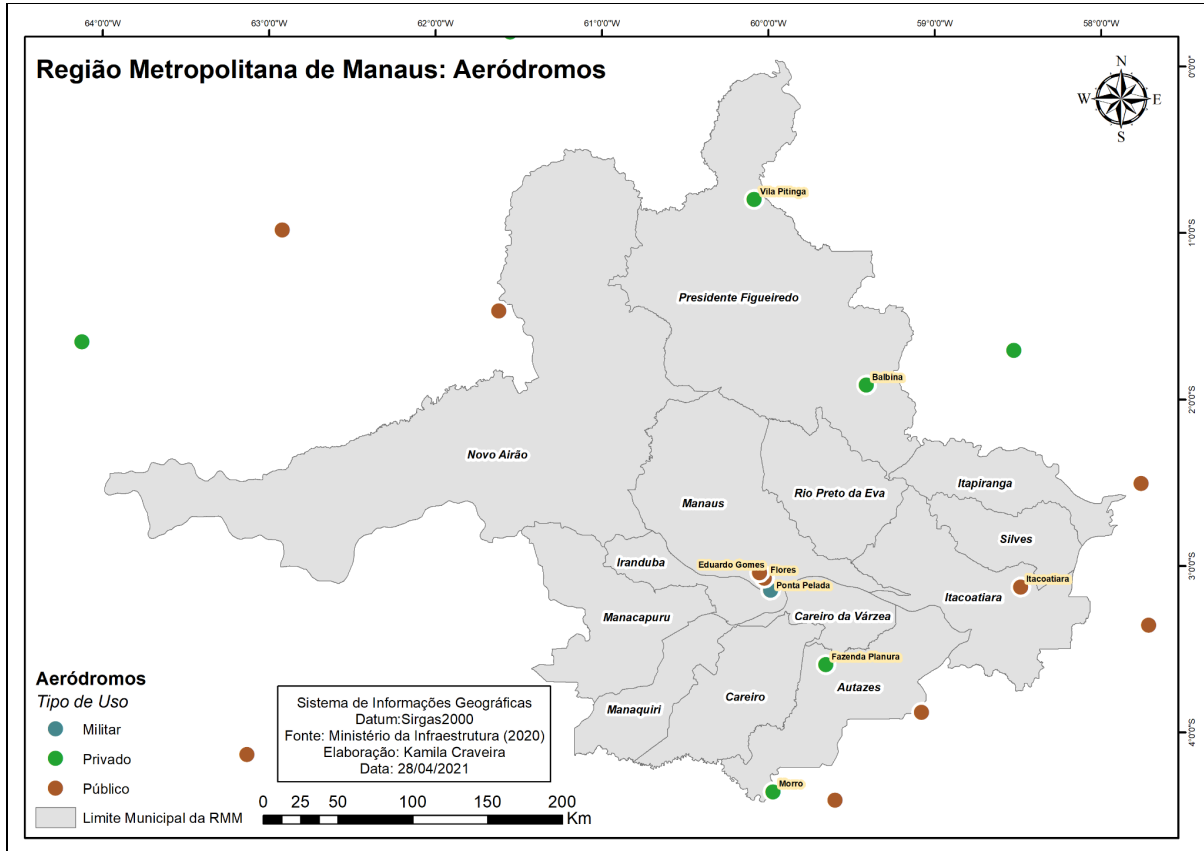 64°0'0"W 63°0'0"W 62°0'0"W 61°0'0"W 60°0'0"W 59°0'0"W 58°0'0"W
Região Metropolitana de Manaus: Aeródromos
N
W E
S
0°0'0"
1°0'0"S
2°0'0"S
3°0'0"S
4°0'0"S
Vila Pitinga
Presidente Figueiredo
Balbina
Novo Airão
Itapiranga
Rio Preto da Eva
Manaus
Silves
Iranduba
Eduardo Gomes
Flores
Ponta Pelada
Itacoatiara
Itacoatiara
Manacapuru
Careiro da Várzea
Fazenda Planura
Autazes
Careiro
Manaquiri
Morro
Aeródromos
Tipo de Uso
Militar
Privado
Público
Limite Municipal da RMM
Sistema de Informações Geográficas
Datum:Sirgas2000
Fonte: Ministério da Infraestrutura (2020)
Elaboração: Kamila Craveira
Data: 28/04/2021
0 25 50 100 150 200
Km